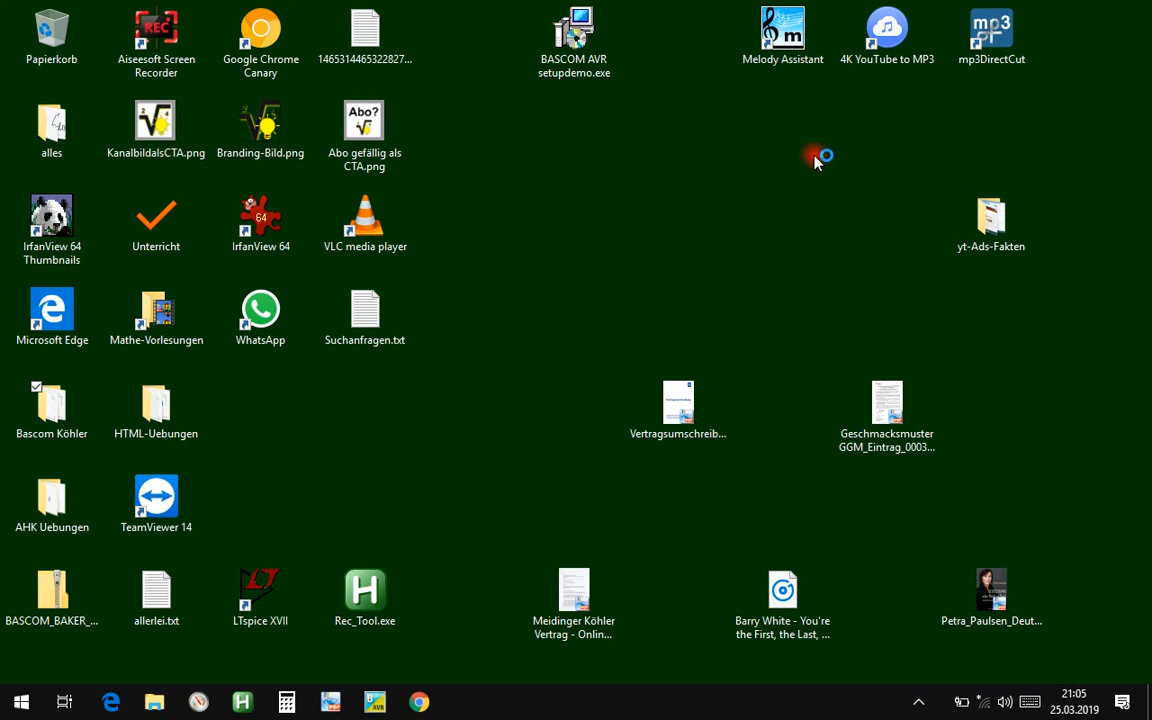 Papierkorb
Aiseesoft Screen
Recorder
Google Chrome
Canary
1465314465322827...
BASCOM AVR
setupdemo.exe
Melody Assistant
4K YouTube to MP3
mp3DirectCut
alles
KanalbildalsCTA.png
Branding-Bild.png
Abo gefällig als
CTA.png
IrfanView 64
Thumbnails
Unterricht
IrfanView 64
VLC media player
yt-Ads-Fakten
Microsoft Edge
Mathe-Vorlesungen
WhatsApp
Suchanfragen.txt
Bascom Köhler
HTML-Uebungen
Vertragsumschreib...
Geschmacksmuster
GGM_Eintrag_0003...
AHK Uebungen
TeamViewer 14
BASCOM_BAKER_...
allerlei.txt
LTspice XVII
Rec_Tool.exe
Meidinger Köhler
Vertrag - Onlin...
Barry White - You're
the First, the Last, ...
Petra_Paulsen_Deut...
REC
mp3
Abo?
64
H
21:05
25.03.2019